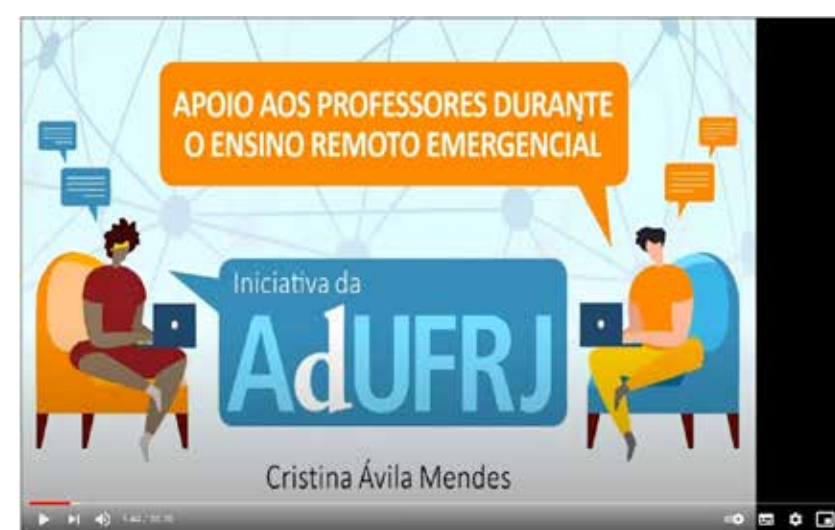 APOIO AOS PROFESSORES DURANTE
O ENSINO REMOTO EMERGENCIAL
Iniciativa da
AdUFRJ
Cristina Ávila Mendes